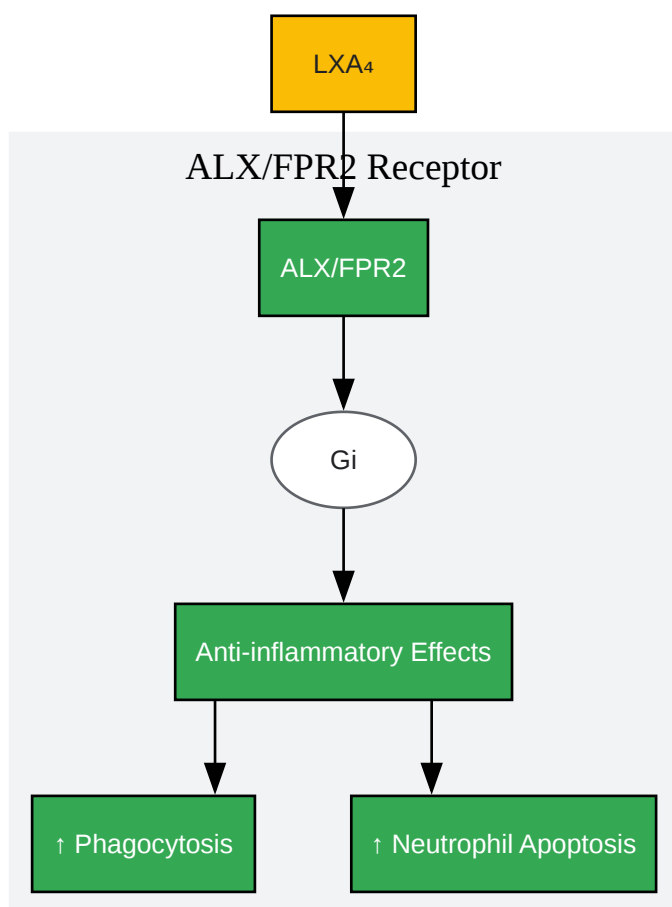 LXA₄
ALX/FPR2 Receptor
ALX/FPR2
Gi
Anti-inflammatory Effects
↑ Phagocytosis
↑ Neutrophil Apoptosis